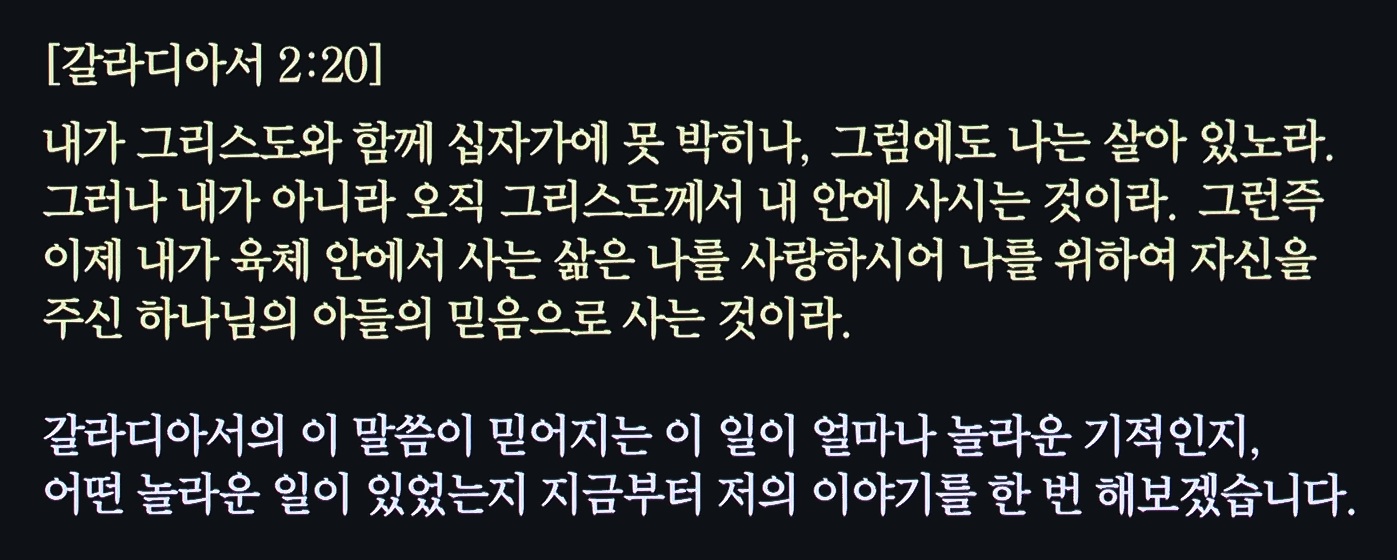 [갈라디아서 2:20]
내가 그리스도와 함께 십자가에 못 박히나, 그럼에도 나는 살아 있노라.
그러나 내가 아니라 오직 그리스도께서 내 안에 사시는 것이라. 그런즉
이제 내가 육체 안에서 사는 삶은 나를 사랑하시어 나를 위하여 자신을
주신 하나님의 아들의 믿음으로 사는 것이라.
갈라디아서의 이 말씀이 믿어지는 이 일이 얼마나 놀라운 기적인지,
어떤 놀라운 일이 있었는지 지금부터 저의 이야기를 한 번 해보겠습니다.